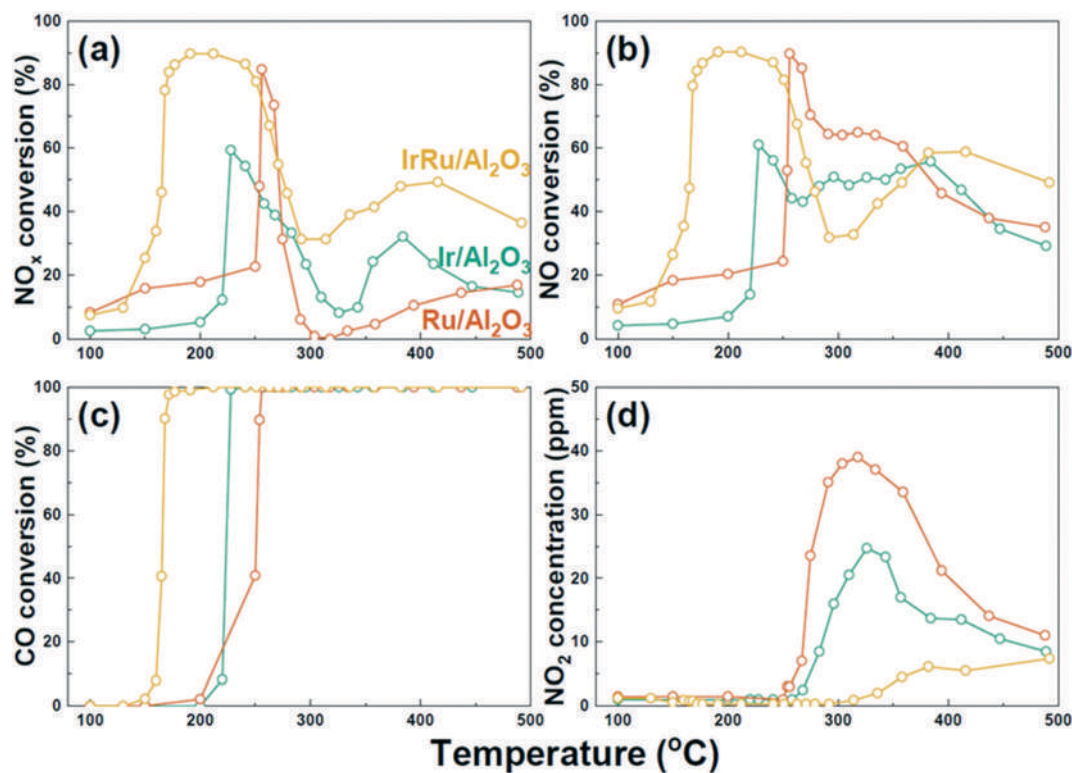 (a)
NOₓ conversion (%)
100
80
60
40
20
0
IrRu/Al₂O₃
Ir/Al₂O₃
Ru/Al₂O₃
100 200 300 400 500
(b)
NO conversion (%)
100
80
60
40
20
0
100 200 300 400 500
(c)
CO conversion (%)
100
80
60
40
20
0
100 200 300 400 500
(d)
NO₂ concentration (ppm)
50
40
30
20
10
0
100 200 300 400 500
Temperature (°C)